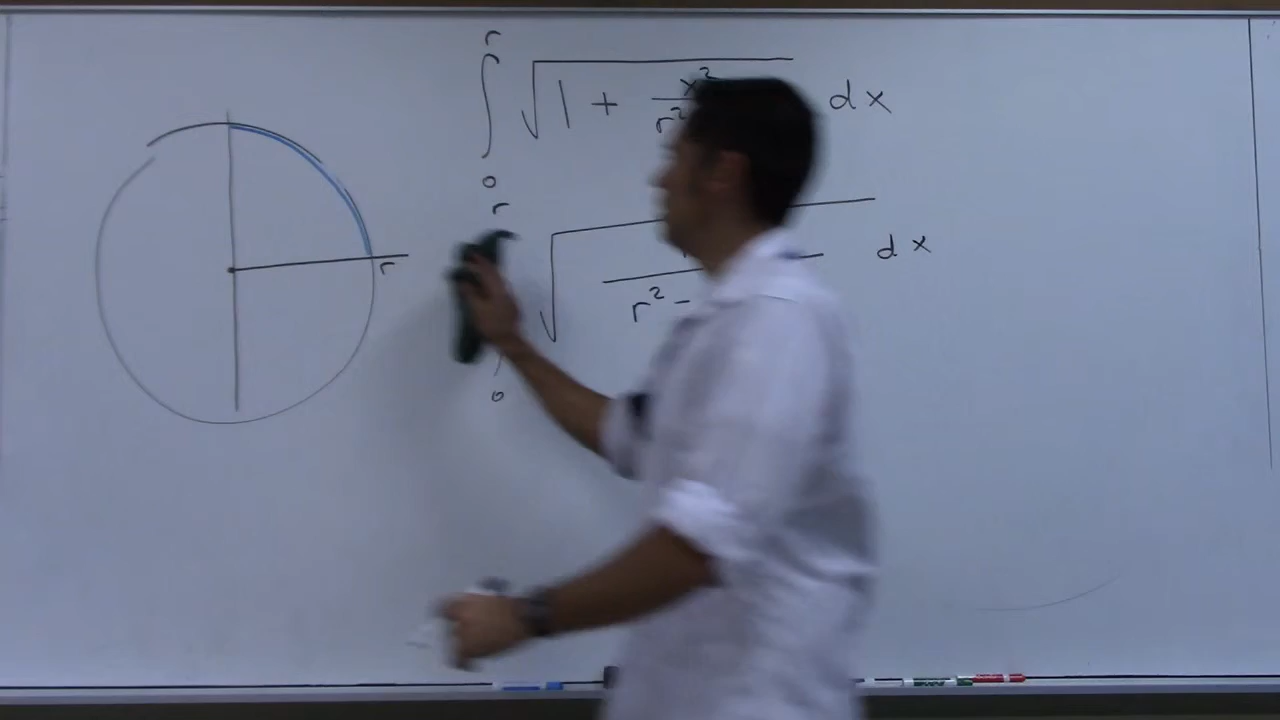 r
∫ √ 1 + x² / r² dx
0
r
√ r² - dx
0
r